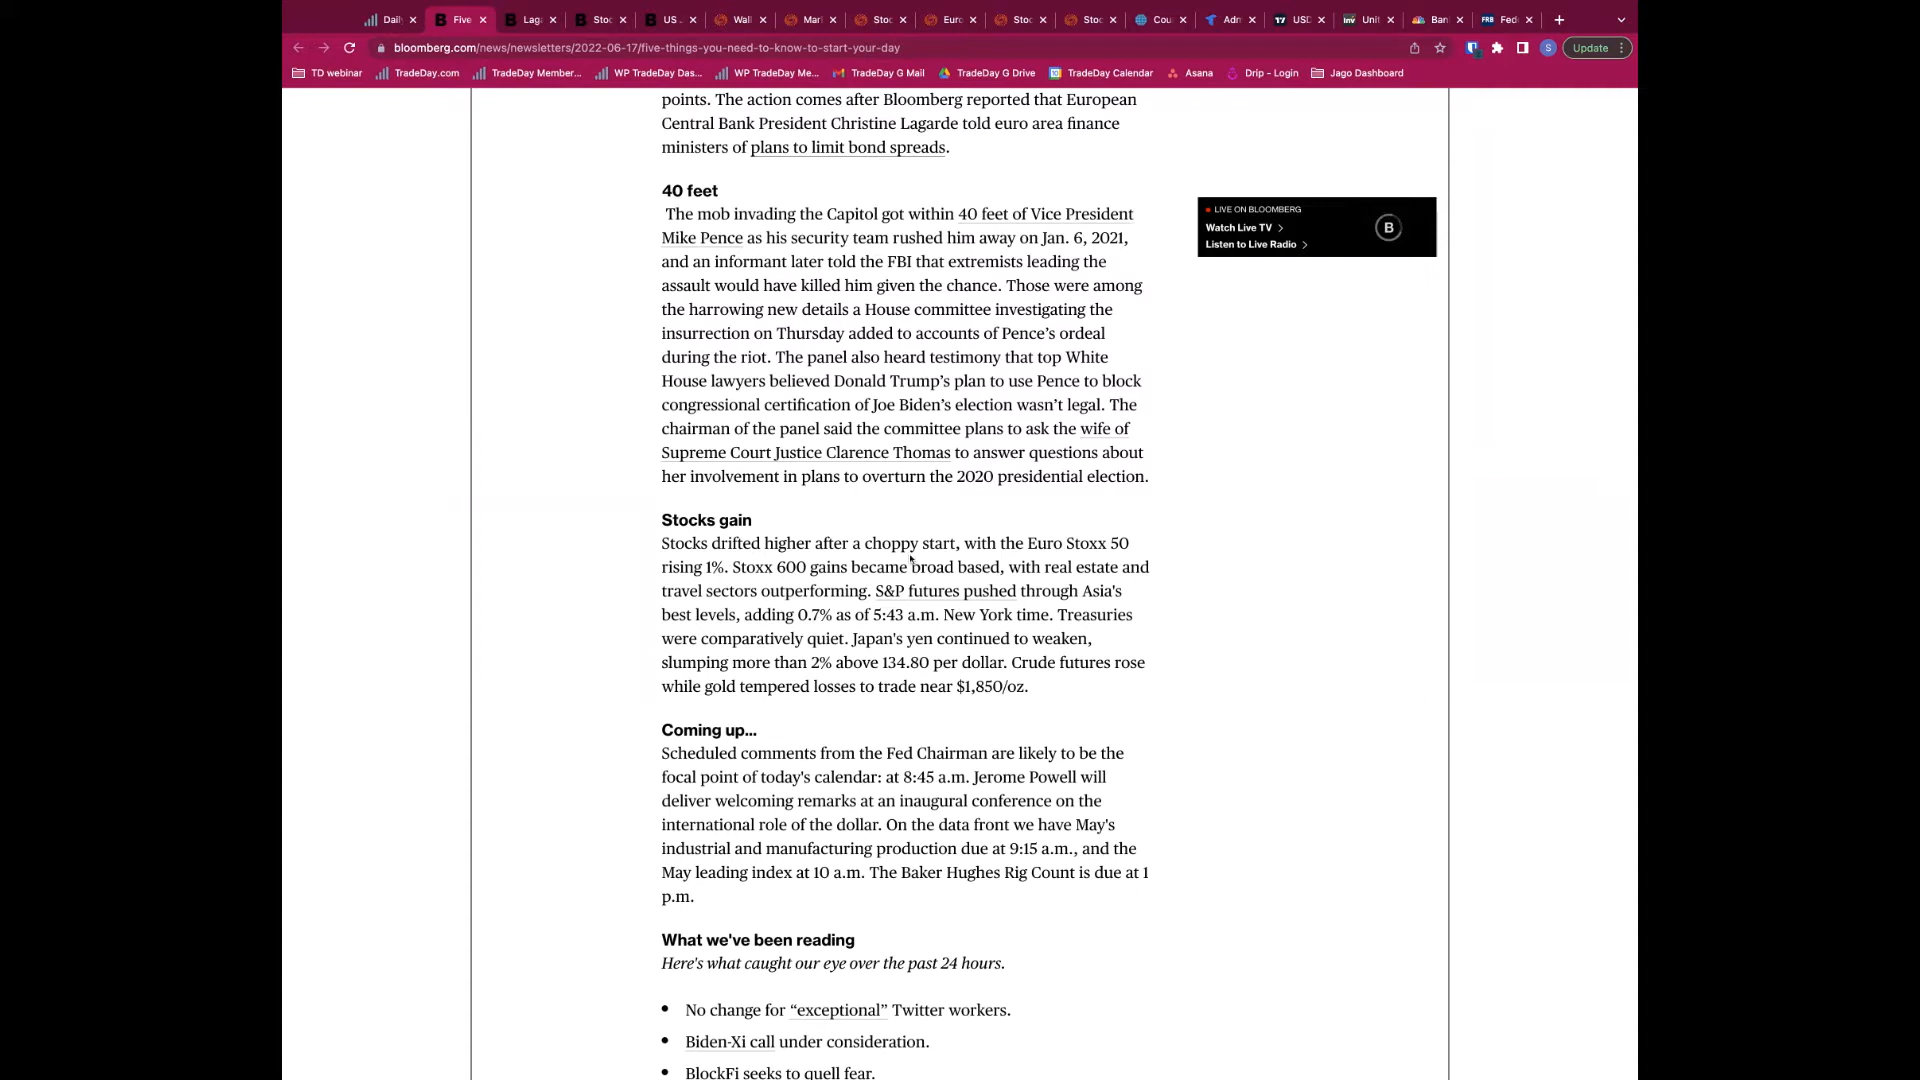 Daily
Five
Laga
Stoc
US
Wall
Mark
Stoc
Euro
Stoc
Stoc
Cou
Adm
USD
Unit
Ban
Fede
bloomberg.com/news/newsletters/2022-06-17/five-things-you-need-to-know-to-start-your-day
S
Update
TD webinar
TradeDay.com
TradeDay Member...
WP TradeDay Das...
WP TradeDay Me...
TradeDay G Mail
TradeDay G Drive
TradeDay Calendar
Asana
Drip - Login
Jago Dashboard
points. The action comes after Bloomberg reported that European
Central Bank President Christine Lagarde told euro area finance
ministers of plans to limit bond spreads.
40 feet
The mob invading the Capitol got within 40 feet of Vice President
Mike Pence as his security team rushed him away on Jan. 6, 2021,
and an informant later told the FBI that extremists leading the
assault would have killed him given the chance. Those were among
the harrowing new details a House committee investigating the
insurrection on Thursday added to accounts of Pence’s ordeal
during the riot. The panel also heard testimony that top White
House lawyers believed Donald Trump’s plan to use Pence to block
congressional certification of Joe Biden’s election wasn’t legal. The
chairman of the panel said the committee plans to ask the wife of
Supreme Court Justice Clarence Thomas to answer questions about
her involvement in plans to overturn the 2020 presidential election.
LIVE ON BLOOMBERG
Watch Live TV
Listen to Live Radio
B
Stocks gain
Stocks drifted higher after a choppy start, with the Euro Stoxx 50
rising 1%. Stoxx 600 gains became broad based, with real estate and
travel sectors outperforming. S&P futures pushed through Asia's
best levels, adding 0.7% as of 5:43 a.m. New York time. Treasuries
were comparatively quiet. Japan's yen continued to weaken,
slumping more than 2% above 134.80 per dollar. Crude futures rose
while gold tempered losses to trade near $1,850/oz.
Coming up...
Scheduled comments from the Fed Chairman are likely to be the
focal point of today's calendar: at 8:45 a.m. Jerome Powell will
deliver welcoming remarks at an inaugural conference on the
international role of the dollar. On the data front we have May's
industrial and manufacturing production due at 9:15 a.m., and the
May leading index at 10 a.m. The Baker Hughes Rig Count is due at 1
p.m.
What we've been reading
Here's what caught our eye over the past 24 hours.
No change for “exceptional” Twitter workers.
Biden-Xi call under consideration.
BlockFi seeks to quell fear.